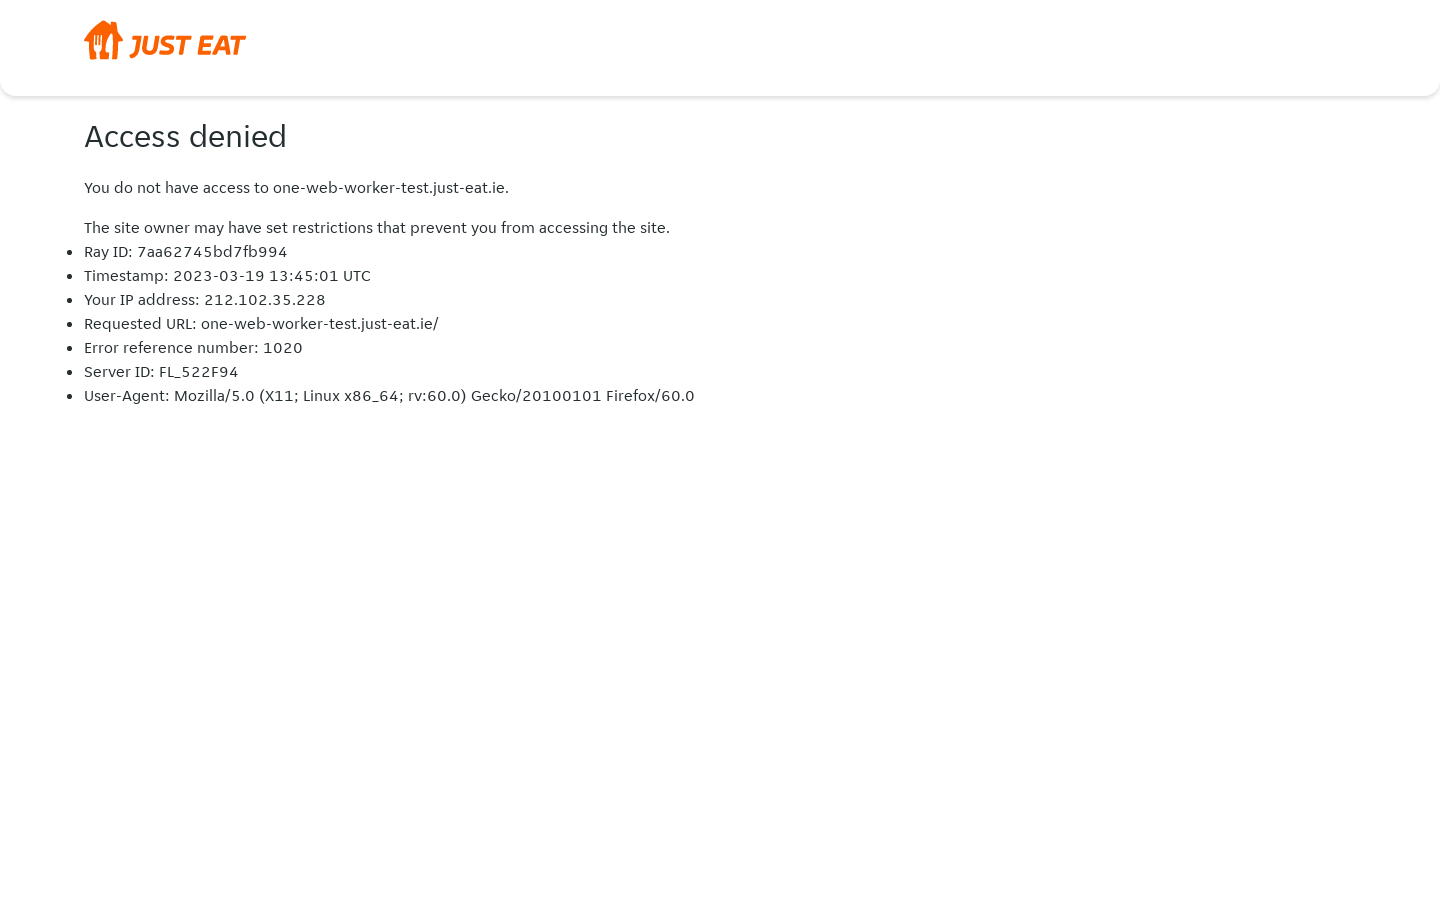 JUST EAT
Access denied
You do not have access to one-web-worker-test.just-eat.ie.
The site owner may have set restrictions that prevent you from accessing the site.
Ray ID: 7aa62745bd7fb994
Timestamp: 2023-03-19 13:45:01 UTC
Your IP address: 212.102.35.228
Requested URL: one-web-worker-test.just-eat.ie/
Error reference number: 1020
Server ID: FL_522F94
User-Agent: Mozilla/5.0 (X11; Linux x86_64; rv:60.0) Gecko/20100101 Firefox/60.0